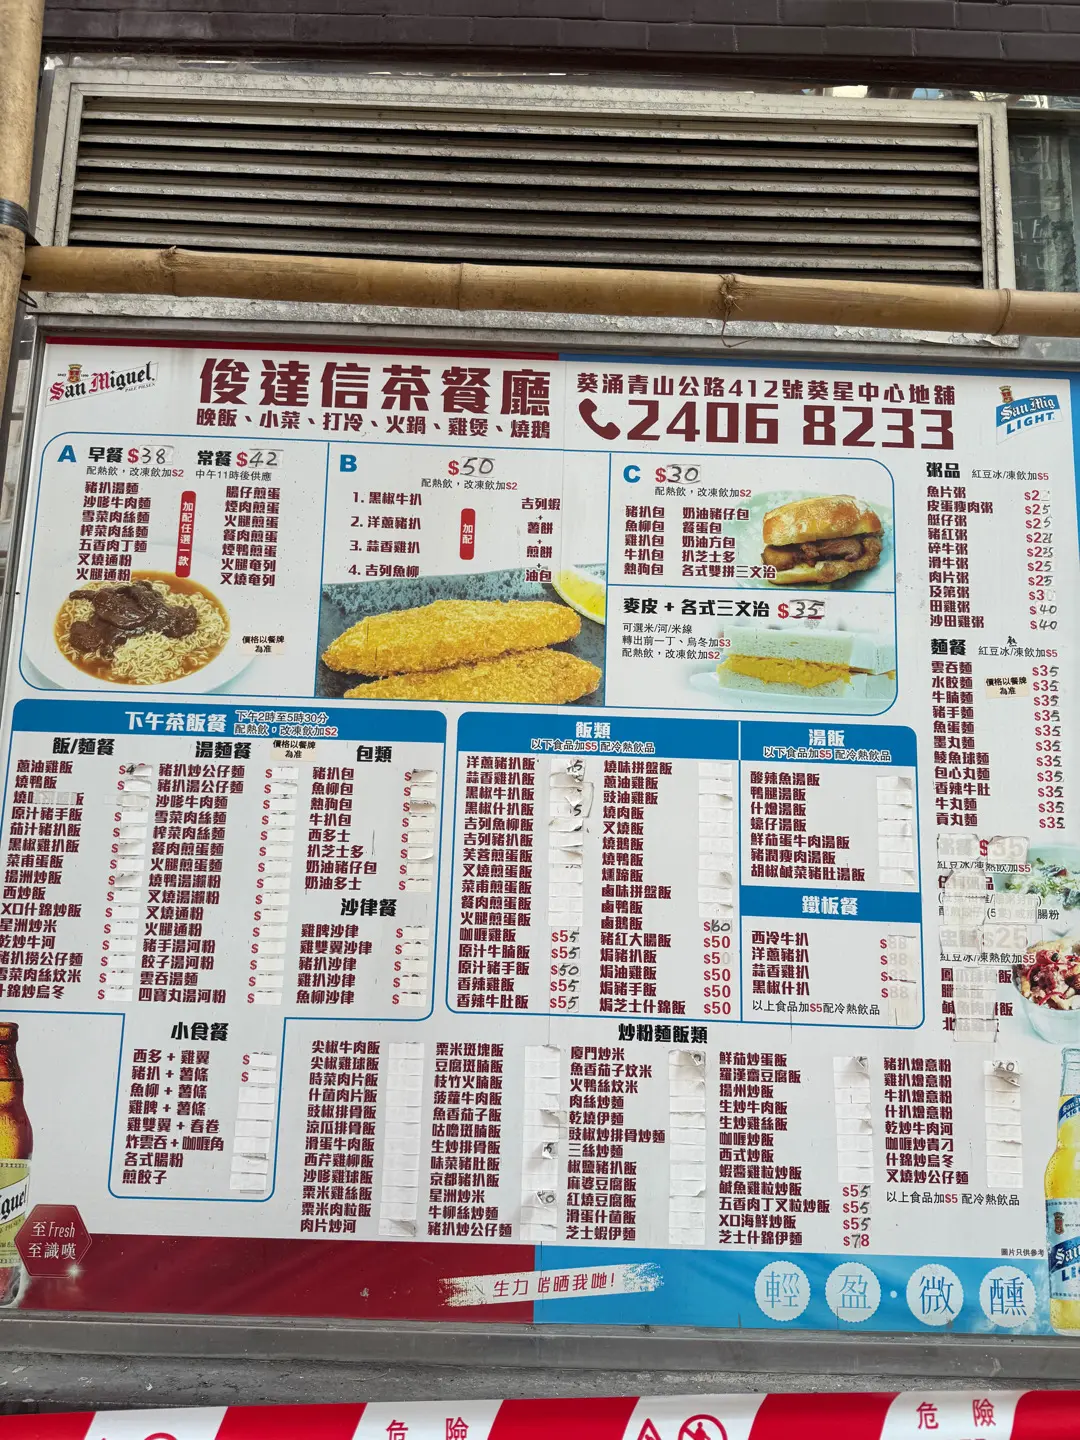 San Miguel
PALE PILSEN
俊達信茶餐廳
晚飯、小菜、打冷、火鍋、雞煲、燒鵝
葵涌青山公路412號葵星中心地舖
2406 8233
San Mig
LIGHT
A 早餐 $38
配熱飲，改凍飲加$2
常餐 $42
中午11時後供應
豬扒湯麵
沙嗲牛肉麵
雪菜肉絲麵
榨菜肉絲麵
五香肉丁麵
叉燒通粉
火腿通粉
加配任選一款
腸仔煎蛋
煙肉煎蛋
火腿煎蛋
餐肉煎蛋
煙鴨煎蛋
火腿奄列
叉燒奄列
價格以餐牌
為准
B
$50
配熱飲，改凍飲加$2
1. 黑椒牛扒
2. 洋蔥豬扒
3. 蒜香雞扒
4. 吉列魚柳
加配
吉列蝦
+
薯餅
+
煎餅
+
油包
C $30
配熱飲，改凍飲加$2
豬扒包
魚柳包
雞扒包
牛扒包
熱狗包
奶油豬仔包
餐蛋包
奶油方包
扒芝士多
各式雙拼三文治
麥皮 + 各式三文治 $35
可選米/河/米線
轉出前一丁、烏冬加$3
配熱飲，改凍飲加$2
粥品 紅豆冰/凍飲加$5
魚片粥
皮蛋瘦肉粥 $25
艇仔粥 $25
豬紅粥
碎牛粥
滑牛粥 $25
肉片粥 $25
及第粥
田雞粥 $40
沙田雞粥 $40
麵餐 紅豆冰/凍飲加$5
熱
雲吞麵 $35
水餃麵 $35
牛腩麵 $35
豬手麵 $35
魚蛋麵 $35
墨丸麵 $35
鯪魚球麵 $35
包心丸麵 $35
香辣牛肚 $35
牛丸麵 $35
貢丸麵 $35
價格以餐牌
為准
$35
紅豆冰/凍熱飲加$5
腸粉
$25
紅豆冰/凍熱飲加$5
下午茶飯餐
下午2時至5時30分
配熱飲，改凍飲加$2
飯/麵餐
蔥油雞飯
燒鴨飯
原汁豬手飯
茄汁豬扒飯
黑椒雞扒飯
菜甫蛋飯
揚洲炒飯
西炒飯
XO什錦炒飯
星洲炒米
乾炒牛河
豬扒撈公仔麵
雪菜肉絲炆米
什錦炒烏冬
湯麵餐
價格以餐牌
為准
豬扒炒公仔麵
豬扒湯公仔麵
沙嗲牛肉麵
雪菜肉絲麵
榨菜肉絲麵
餐肉煎蛋麵
火腿煎蛋麵
燒鴨湯瀨粉
叉燒湯瀨粉
叉燒通粉
火腿通粉
豬手湯河粉
餃子湯河粉
雲吞湯麵
四寶丸湯河粉
包類
豬扒包
魚柳包
熱狗包
牛扒包
西多士
扒芝士多
奶油豬仔包
奶油多士
沙律餐
雞髀沙律
雞雙翼沙律
豬扒沙律
雞扒沙律
魚柳沙律
小食餐
西多 + 雞翼
豬扒 + 薯條
魚柳 + 薯條
雞髀 + 薯條
雞雙翼 + 春卷
炸雲吞 + 咖喱角
各式腸粉
煎餃子
飯類
以下食品加$5 配冷熱飲品
洋蔥豬扒飯
蒜香雞扒飯
黑椒牛扒飯
黑椒什扒飯
吉列魚柳飯
吉列豬扒飯
芙蓉煎蛋飯
叉燒煎蛋飯
菜甫煎蛋飯
餐肉煎蛋飯
火腿煎蛋飯
咖喱雞飯 $55
原汁牛腩飯 $55
原汁豬手飯 $50
香辣雞飯 $55
香辣牛肚飯 $55
燒味拼盤飯
蔥油雞飯
豉油雞飯
燒肉飯
叉燒飯
燒鵝飯
燒鴨飯
燻蹄飯
鹵味拼盤飯
鹵鴨飯
鹵鵝飯 $60
豬紅大腸飯 $50
焗豬扒飯
焗油雞飯 $50
焗豬手飯 $50
焗芝士什錦飯 $50
湯飯
以下食品加$5 配冷熱飲品
酸辣魚湯飯
鴨腿湯飯
什燴湯飯
蠔仔湯飯
鮮茄蛋牛肉湯飯
豬潤瘦肉湯飯
胡椒鹹菜豬肚湯飯
鐵板餐
西冷牛扒
洋蔥豬扒
蒜香雞扒
黑椒什扒
以上食品加$5配冷熱飲品
炒粉麵飯類
尖椒牛肉飯
尖椒雞球飯
時菜肉片飯
什菌肉片飯
豉椒排骨飯
涼瓜排骨飯
滑蛋牛肉飯
西芹雞柳飯
沙嗲雞球飯
粟米雞絲飯
粟米肉粒飯
肉片炒河
粟米斑塊飯
豆腐斑腩飯
枝竹火腩飯
菠蘿牛肉飯
魚香茄子飯
咕嚕斑腩飯
生炒排骨飯
味菜豬肚飯
京都豬扒飯
星洲炒米
牛柳絲炒麵
豬扒炒公仔麵
廈門炒米
魚香茄子炆米
火鴨絲炆米
肉絲炒麵
乾燒伊麵
豉椒炒排骨炒麵
三絲炒麵
椒鹽豬扒飯
麻婆豆腐飯
紅燒豆腐飯
滑蛋什菌飯
芝士蝦伊麵
鮮茄炒蛋飯
羅漢齋豆腐飯
揚州炒飯
生炒牛肉飯
生炒雞絲飯
咖喱炒飯
西式炒飯
蝦醬雞粒炒飯
鹹魚雞粒炒飯 $55
五香肉丁叉粒炒飯 $55
XO海鮮炒飯 $55
芝士什錦伊麵 $78
豬扒燴意粉
雞扒燴意粉
牛扒燴意粉
什扒燴意粉
乾炒牛肉河
咖喱炒貴刁
什錦炒烏冬
叉燒炒公仔麵
以上食品加$5 配冷熱飲品
圖片只供參考
至Fresh
至識嘆
生力 啱晒我哋!
輕盈·微醺
危險
危險